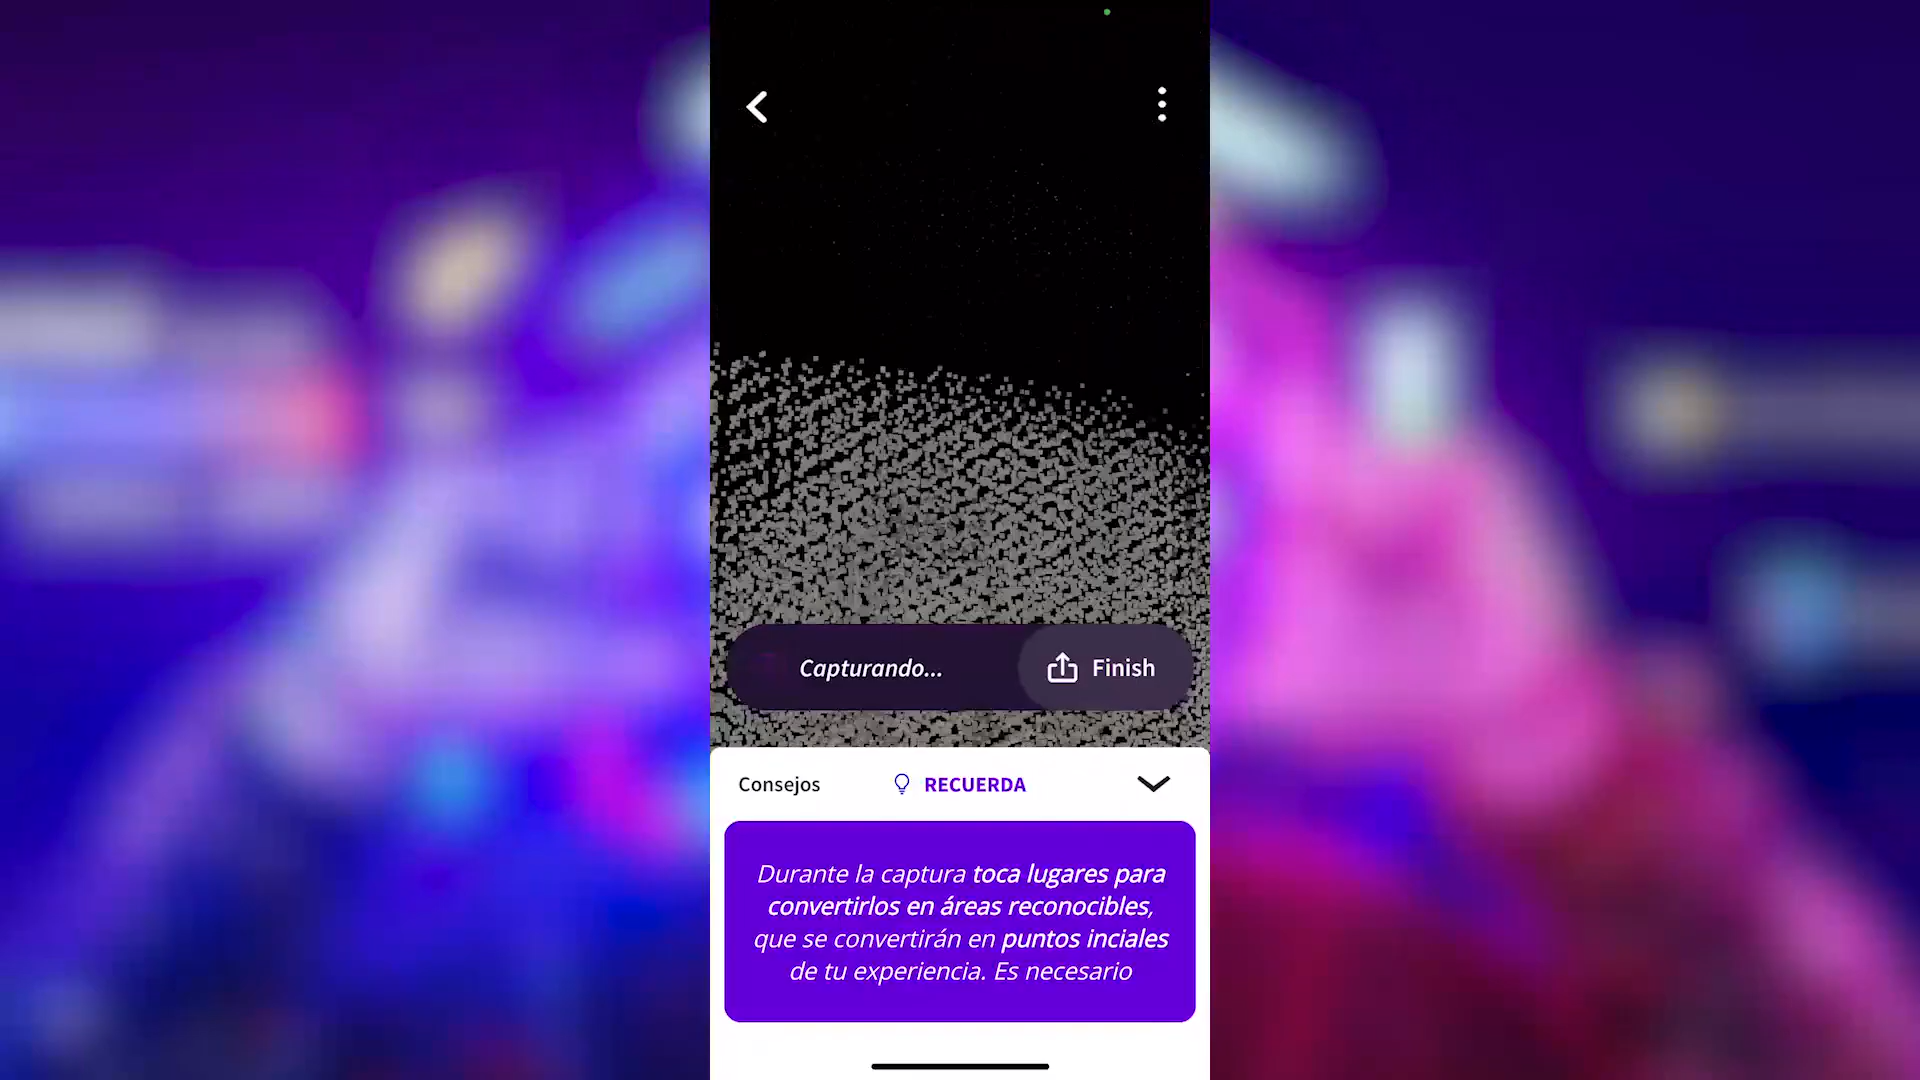 Capturando...
Finish
Consejos
RECUERDA
Durante la captura toca lugares para
convertirlos en áreas reconocibles,
que se convertirán en puntos inciales
de tu experiencia. Es necesario